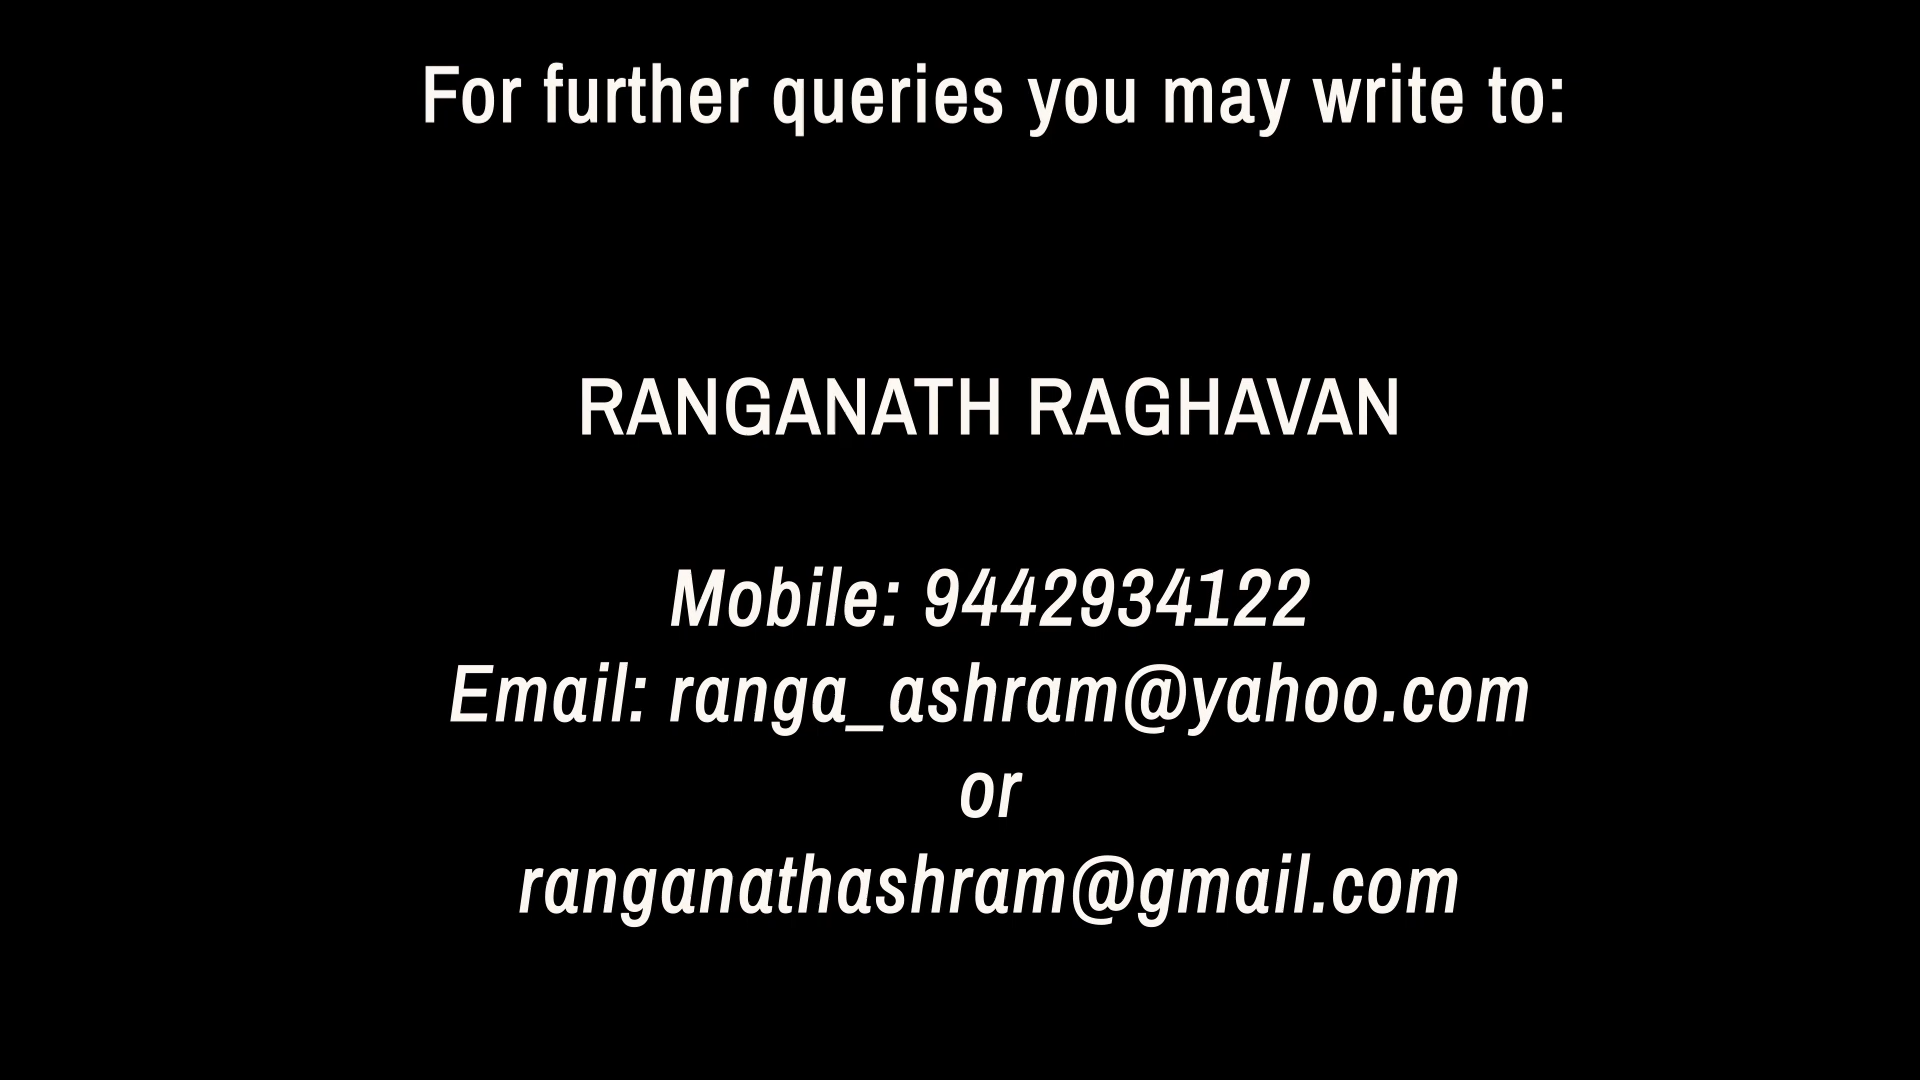 For further queries you may write to:
RANGANATH RAGHAVAN
Mobile: 9442934122
Email: ranga_ashram@yahoo.com
or
ranganathashram@gmail.com